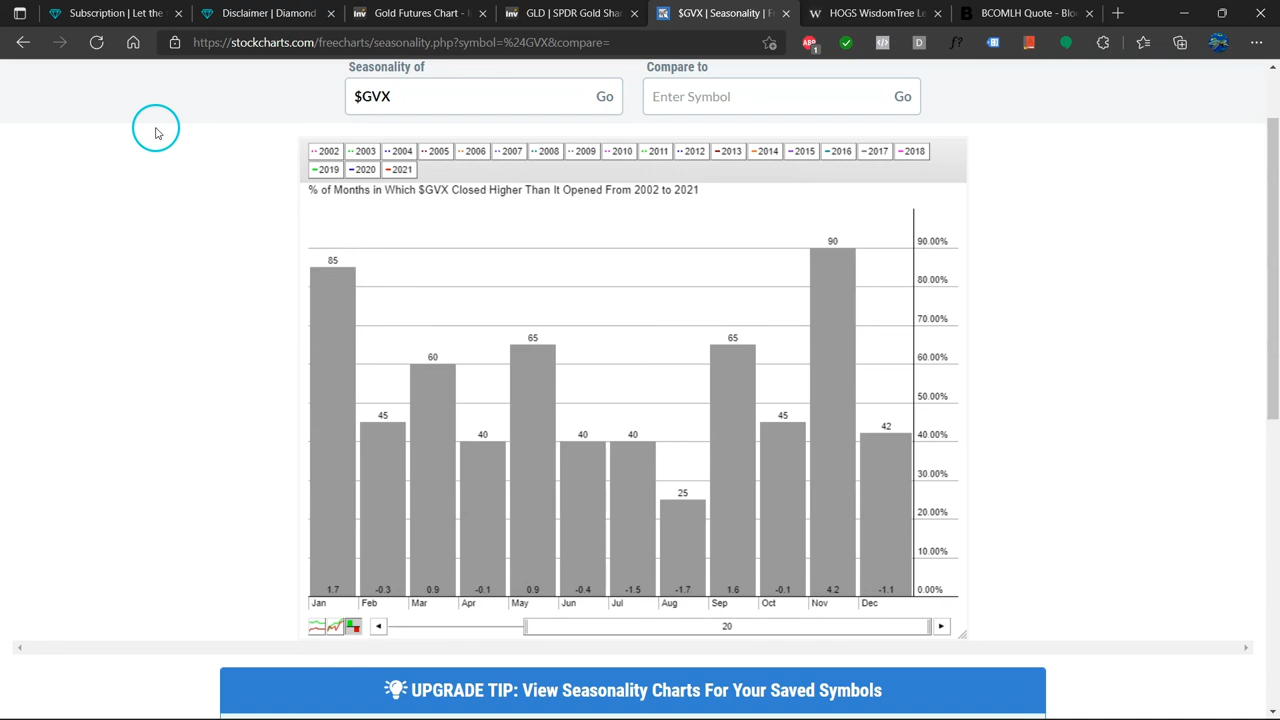 Subscription | Let the
Disclaimer | Diamond
Gold Futures Chart - I
GLD | SPDR Gold Sha
$GVX | Seasonality | F
HOGS WisdomTree Le
BCOMLH Quote - Blo
https://stockcharts.com/freecharts/seasonality.php?symbol=%24GVX&compare=
ABP 1 D f?
Seasonality of
Compare to
$GVX Go
Enter Symbol Go
2002 2003 2004 2005 2006 2007 2008 2009 2010 2011 2012 2013 2014 2015 2016 2017 2018
2019 2020 2021
% of Months in Which $GVX Closed Higher Than It Opened From 2002 to 2021
90 90.00%
85
80.00%
70.00%
65 65
60 60.00%
50.00%
45 45
42
40 40 40 40.00%
30.00%
25
20.00%
10.00%
1.7 -0.3 0.9 -0.1 0.9 -0.4 -1.5 -1.7 1.6 -0.1 4.2 -1.1 0.00%
Jan Feb Mar Apr May Jun Jul Aug Sep Oct Nov Dec
20
UPGRADE TIP: View Seasonality Charts For Your Saved Symbols